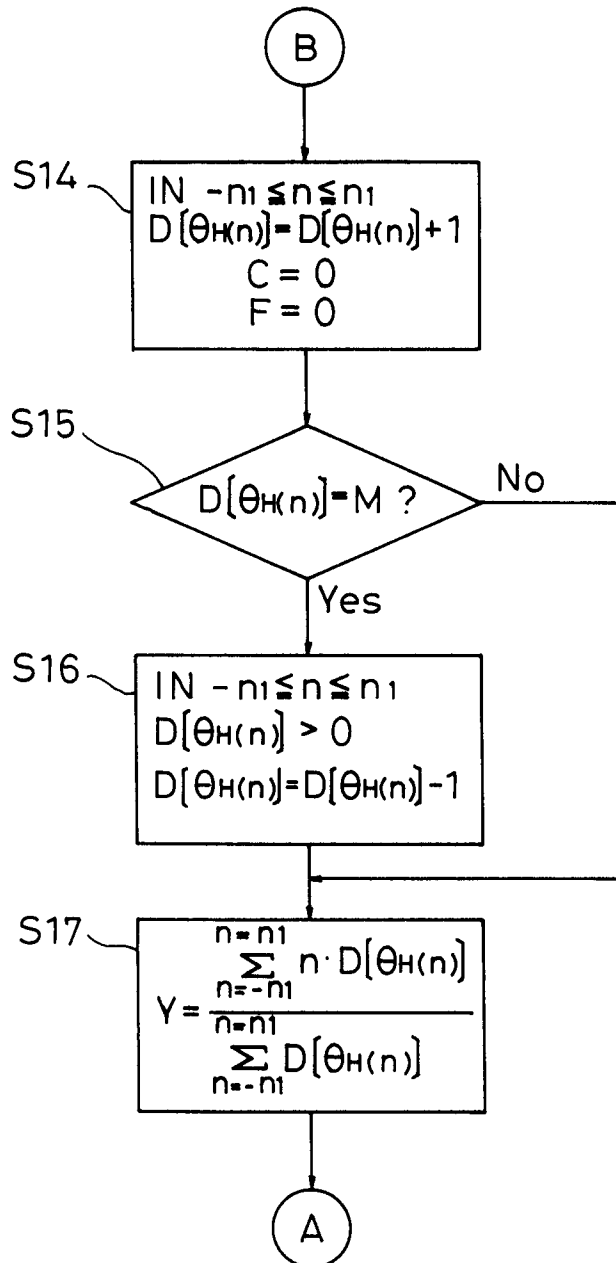 B
S14
IN -n1 ≦ n ≦ n1
D[θH(n)]=D[θH(n)]+1
C = 0
F = 0
S15
D[θH(n)]=M ?
No
Yes
S16
IN -n1 ≦ n ≦ n1
D[θH(n)] > 0
D[θH(n)]=D[θH(n)]-1
S17
n=n1
Σ n·D[θH(n)]
n=-n1
Y=
n=n1
Σ D[θH(n)]
n=-n1
A